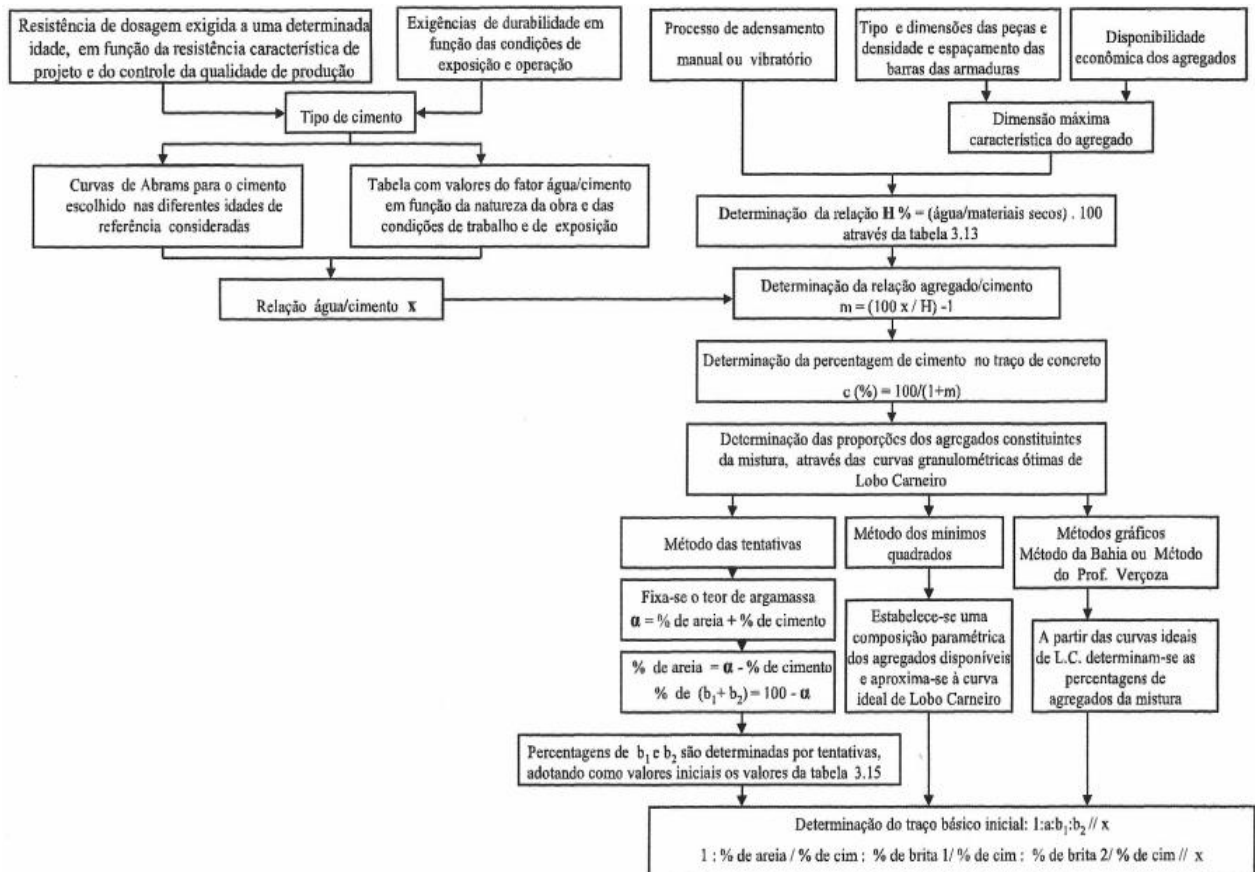 Resistência de dosagem exigida a uma determinada
idade, em função da resistência característica de
projeto e do controle da qualidade de produção
Exigências de durabilidade em
função das condições de
exposição e operação
Processo de adensamento
manual ou vibratório
Tipo e dimensões das peças e
densidade e espaçamento das
barras das armaduras
Disponibilidade
econômica dos agregados
Tipo de cimento
Dimensão máxima
característica do agregado
Curvas de Abrams para o cimento
escolhido nas diferentes idades de
referência consideradas
Tabela com valores do fator água/cimento
em função da natureza da obra e das
condições de trabalho e de exposição
Determinação da relação H % = (água/materiais secos) . 100
através da tabela 3.13
Relação água/cimento x
Determinação da relação agregado/cimento
m = (100 x / H) -1
Determinação da percentagem de cimento no traço de concreto
c (%) = 100/(1+m)
Determinação das proporções dos agregados constituintes
da mistura, através das curvas granulométricas ótimas de
Lobo Carneiro
Método das tentativas
Método dos mínimos
quadrados
Métodos gráficos
Método da Bahia ou Método
do Prof. Verçoza
Fixa-se o teor de argamassa
α = % de areia + % de cimento
Estabelece-se uma
composição paramétrica
dos agregados disponíveis
e aproxima-se à curva
ideal de Lobo Carneiro
A partir das curvas ideais
de L.C. determinam-se as
percentagens de
agregados da mistura
% de areia = α - % de cimento
% de (b₁+ b₂) = 100 - α
Percentagens de b₁ e b₂ são determinadas por tentativas,
adotando como valores iniciais os valores da tabela 3.15
Determinação do traço básico inicial: 1:a:b₁:b₂ // x
1 : % de areia / % de cim ; % de brita 1/ % de cim ; % de brita 2/ % de cim // x